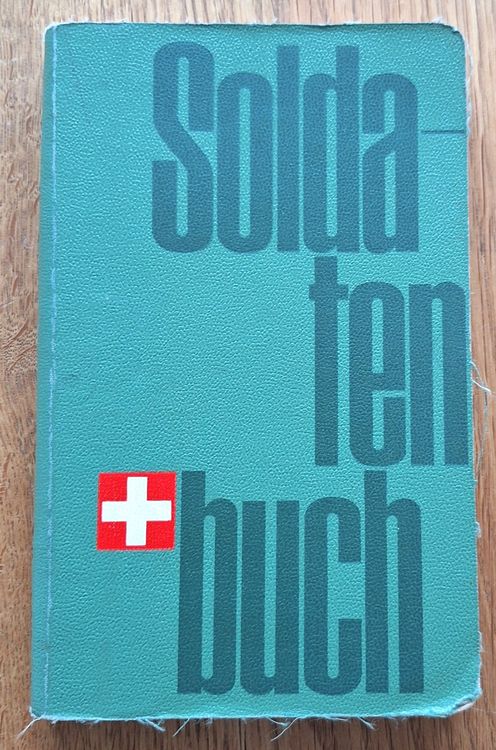 Solda-
ten
buch